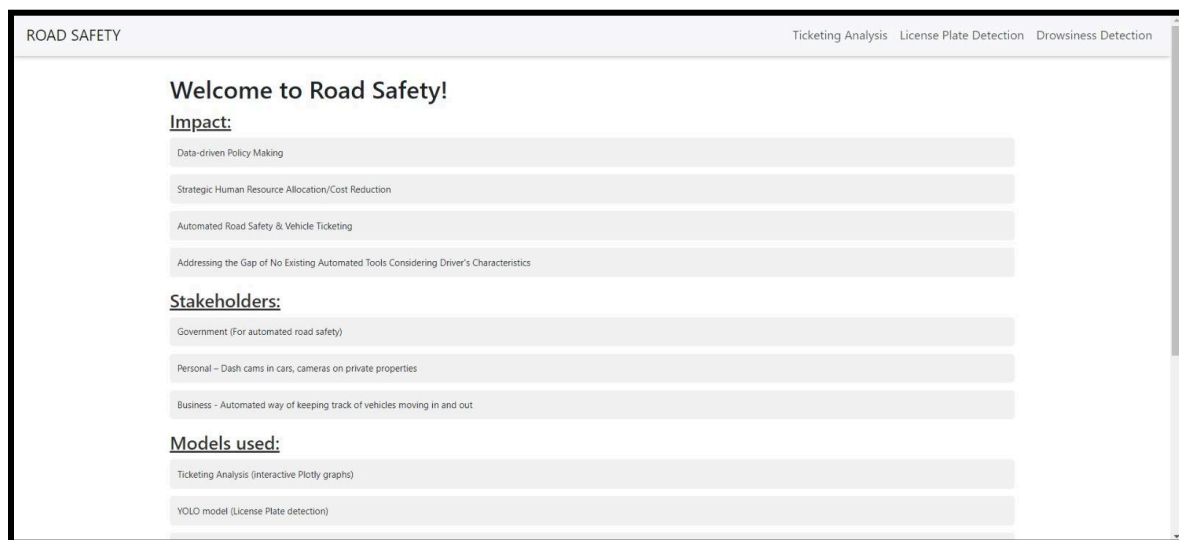 ROAD SAFETY
Ticketing Analysis License Plate Detection Drowsiness Detection
Welcome to Road Safety!
Impact:
Data-driven Policy Making
Strategic Human Resource Allocation/Cost Reduction
Automated Road Safety & Vehicle Ticketing
Addressing the Gap of No Existing Automated Tools Considering Driver's Characteristics
Stakeholders:
Government (For automated road safety)
Personal – Dash cams in cars, cameras on private properties
Business - Automated way of keeping track of vehicles moving in and out
Models used:
Ticketing Analysis (interactive Plotly graphs)
YOLO model (License Plate detection)